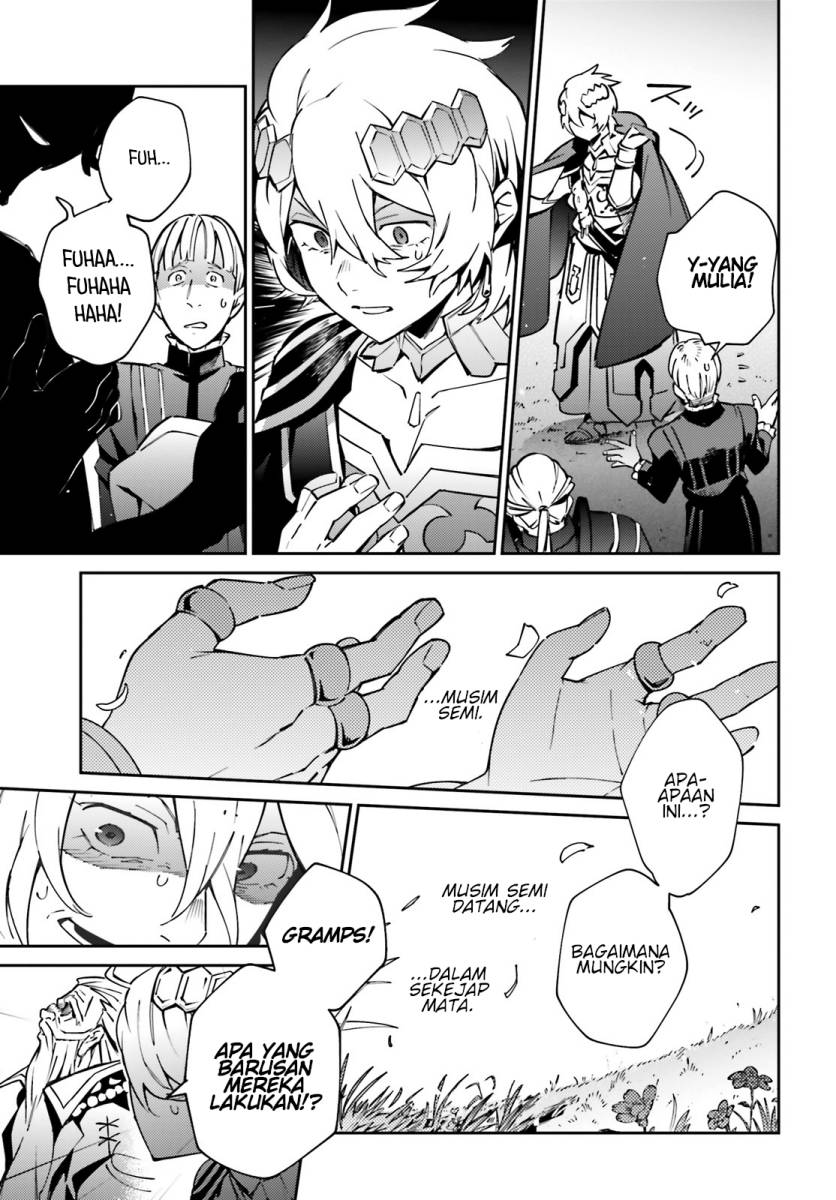 Y-YANG
MULIA!
FUH...
FUHAA....
FUHAHA
HAHA!
APA-
APAAN
INI...?
...MUSIM
SEMI.
BAGAIMANA
MUNGKIN?
MUSIM SEMI
DATANG...
...DALAM
SEKEJAP
MATA.
GRAMPS!
APA YANG
BARUSAN
MEREKA
LAKUKAN!?